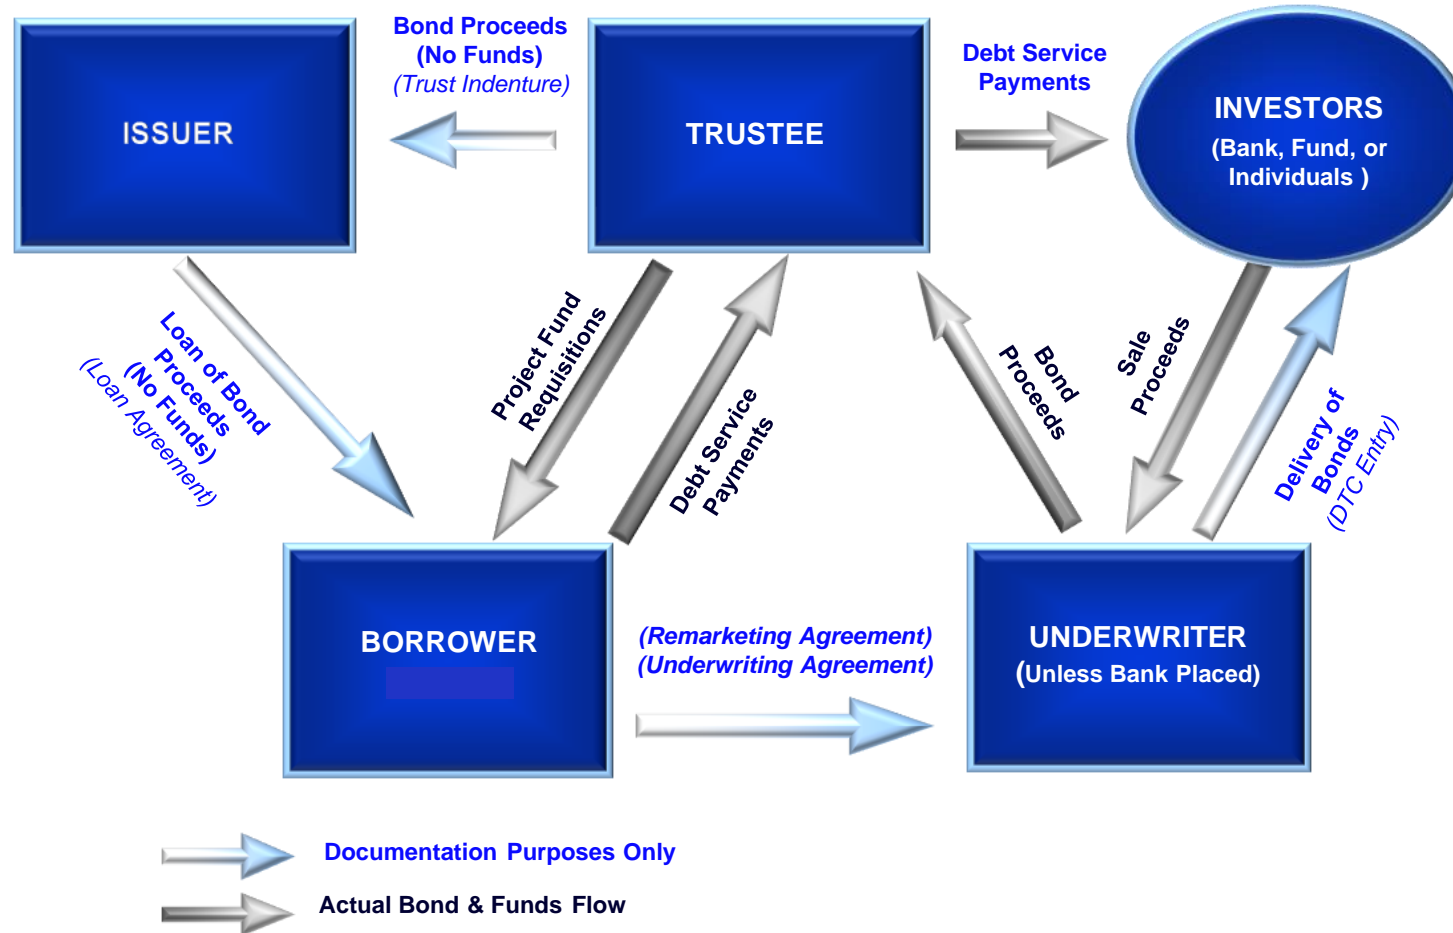 Bond Proceeds
(No Funds)
(Trust Indenture)
Debt Service
Payments
ISSUER
TRUSTEE
INVESTORS
(Bank, Fund, or
Individuals )
Loan of Bond
Proceeds
(No Funds)
(Loan Agreement)
Project Fund
Requisitions
Debt Service
Payments
Bond
Proceeds
Sale
Proceeds
Delivery of
Bonds
(DTC Entry)
BORROWER
(Remarketing Agreement)
(Underwriting Agreement)
UNDERWRITER
(Unless Bank Placed)
Documentation Purposes Only
Actual Bond & Funds Flow